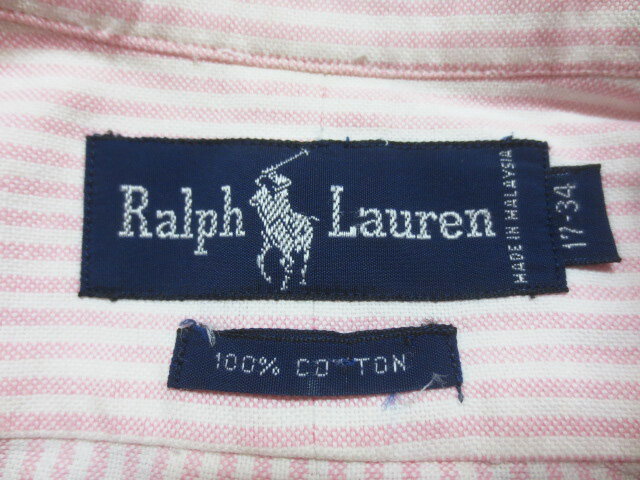 Ralph Lauren
MADE IN MALAYSIA
17-34
100% COTTON